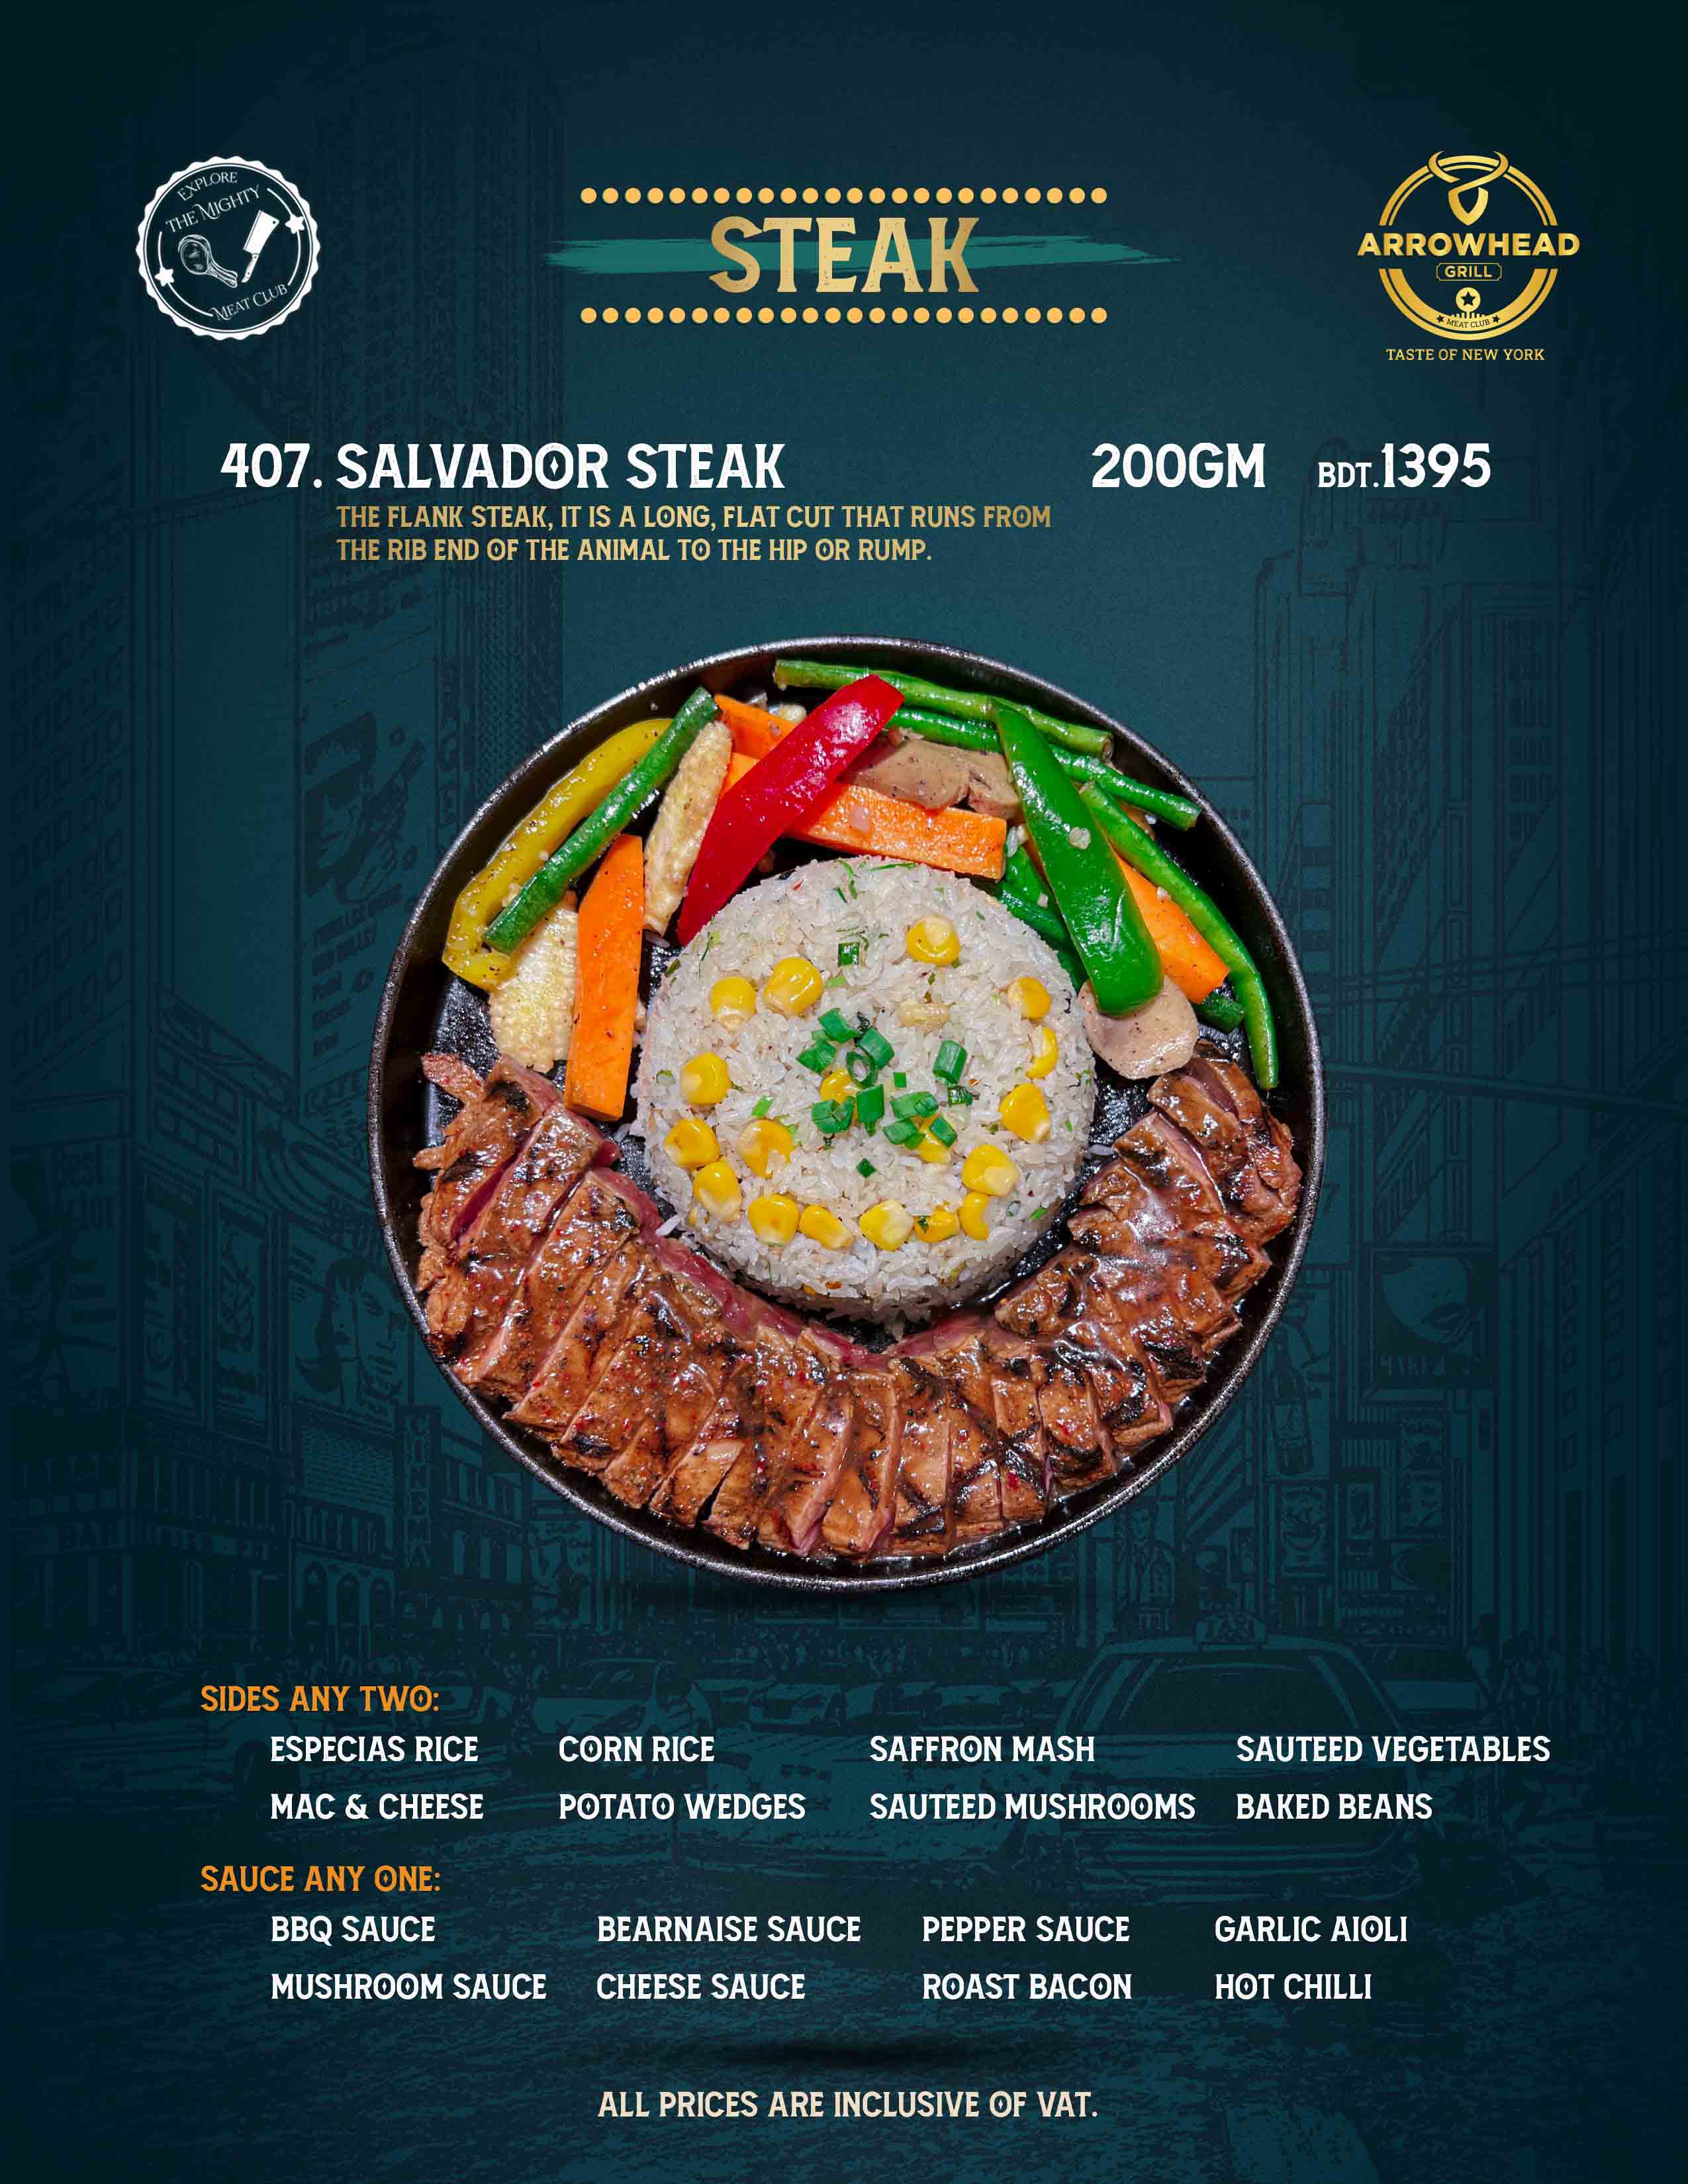 EXPLORE
THE MIGHTY
MEAT CLUB
STEAK
ARROWHEAD
GRILL
MEAT CLUB
TASTE OF NEW YORK
407. SALVADOR STEAK 200GM BDT.1395
THE FLANK STEAK, IT IS A LONG, FLAT CUT THAT RUNS FROM
THE RIB END OF THE ANIMAL TO THE HIP OR RUMP.
SIDES ANY TWO:
ESPECIAS RICE CORN RICE SAFFRON MASH SAUTEED VEGETABLES
MAC & CHEESE POTATO WEDGES SAUTEED MUSHROOMS BAKED BEANS
SAUCE ANY ONE:
BBQ SAUCE BEARNAISE SAUCE PEPPER SAUCE GARLIC AIOLI
MUSHROOM SAUCE CHEESE SAUCE ROAST BACON HOT CHILLI
ALL PRICES ARE INCLUSIVE OF VAT.
CINEMA